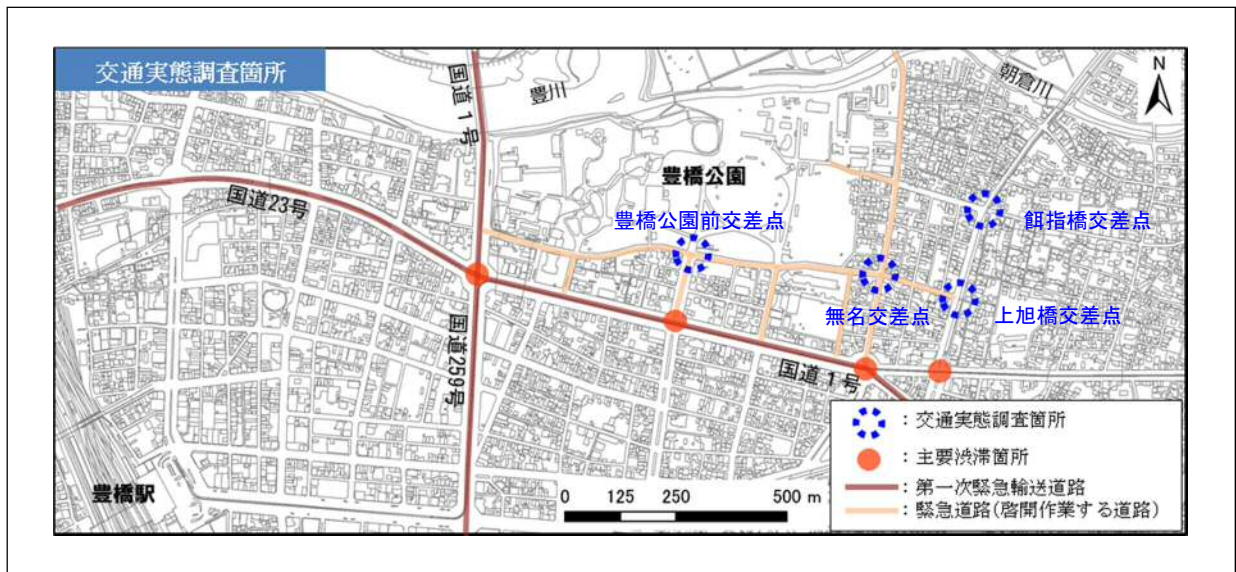 交通実態調査箇所
国道1号
豊川
朝倉川
N
豊橋公園
国道23号
豊橋公園前交差点
餌指橋交差点
無名交差点
上旭橋交差点
国道259号
国道1号
豊橋駅
0 125 250 500 m
：交通実態調査箇所
：主要渋滞箇所
：第一次緊急輸送道路
：緊急道路(啓開作業する道路)